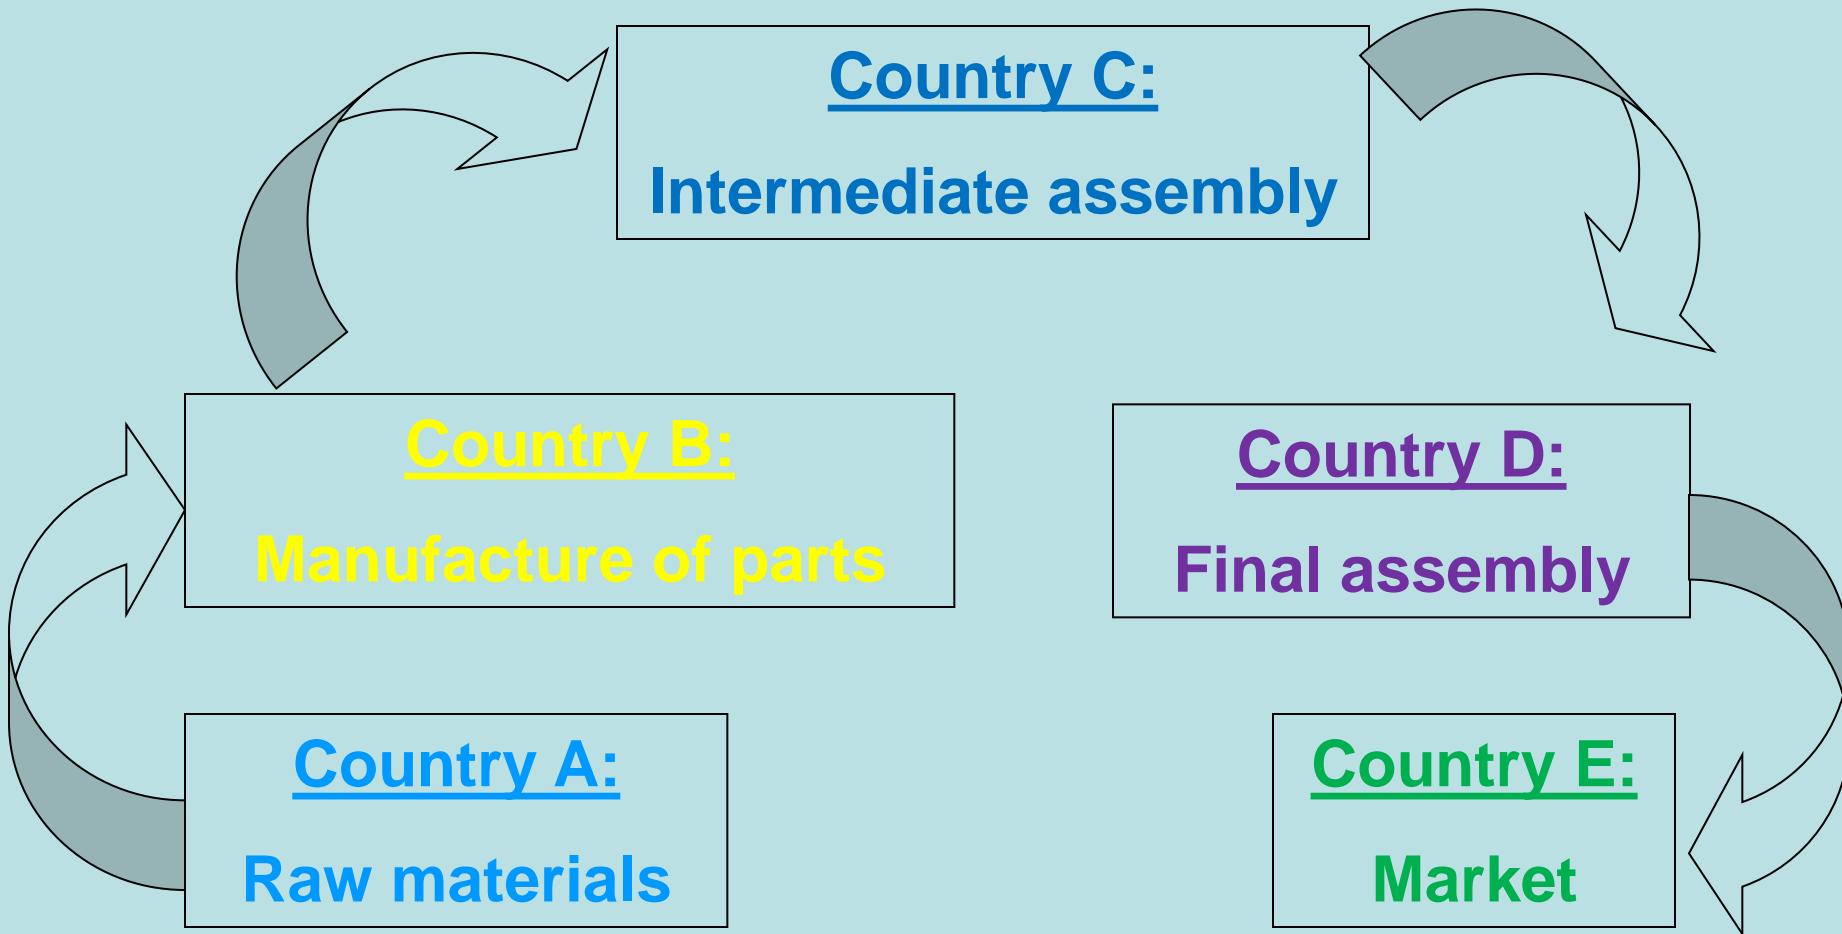 Country C:
Intermediate assembly
Country B:
Manufacture of parts
Country D:
Final assembly
Country A:
Raw materials
Country E:
Market